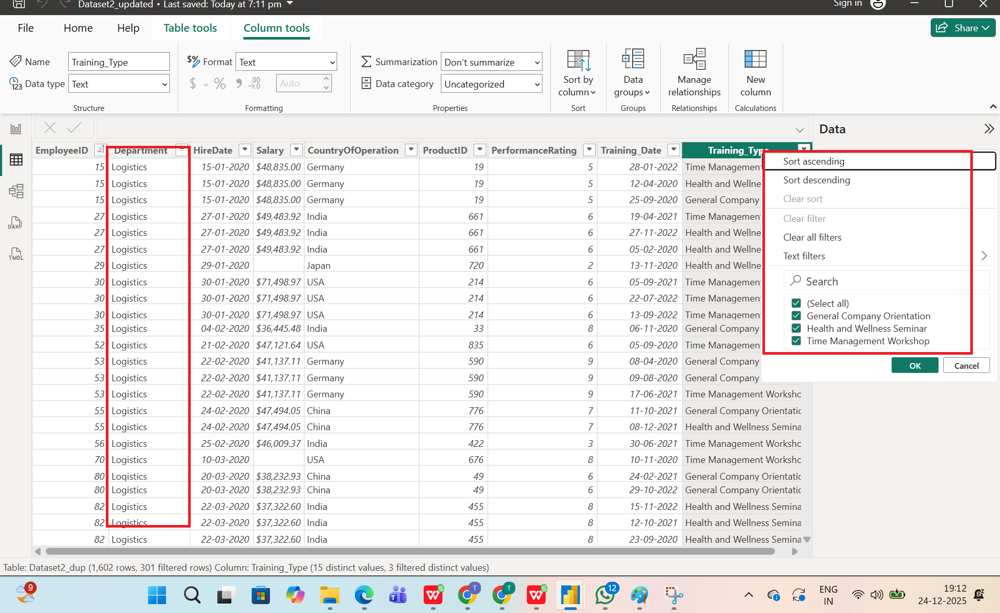 Dataset2_updated • Last saved: Today at 7:11 pm
Sign in
File Home Help Table tools Column tools
Share
Name Training_Type
Data type Text
Structure
$% Format Text
$ % 9 .00 →.0 Auto
Formatting
Summarization Don't summarize
Data category Uncategorized
Properties
Sort by column
Sort
Data groups
Groups
Manage relationships
Relationships
New column
Calculations
Data
DAX
TMDL
EmployeeID Department HireDate Salary CountryOfOperation ProductID PerformanceRating Training_Date Training_Type
15 Logistics 15-01-2020 $48,835.00 Germany 19 5 28-01-2022 Time Management
15 Logistics 15-01-2020 $48,835.00 Germany 19 5 12-04-2020 Health and Wellne
15 Logistics 15-01-2020 $48,835.00 Germany 19 5 25-09-2020 General Company
27 Logistics 27-01-2020 $49,483.92 India 661 6 19-04-2021 Time Management
27 Logistics 27-01-2020 $49,483.92 India 661 6 27-11-2022 Health and Wellne
27 Logistics 27-01-2020 $49,483.92 India 661 6 05-02-2020 Health and Wellne
29 Logistics 29-01-2020 Japan 720 2 13-11-2020 Health and Wellne
30 Logistics 30-01-2020 $71,498.97 USA 214 6 05-09-2021 Time Management
30 Logistics 30-01-2020 $71,498.97 USA 214 6 22-07-2022 Time Management
30 Logistics 30-01-2020 $71,498.97 USA 214 6 13-09-2022 Time Management
35 Logistics 04-02-2020 $36,445.48 India 33 8 06-11-2020 General Company
52 Logistics 21-02-2020 $47,121.64 USA 835 6 05-09-2020 Time Management
53 Logistics 22-02-2020 $41,137.11 Germany 590 9 08-04-2020 General Company
53 Logistics 22-02-2020 $41,137.11 Germany 590 9 09-08-2020 General Company
53 Logistics 22-02-2020 $41,137.11 Germany 590 9 17-06-2021 Time Management Worksho
55 Logistics 24-02-2020 $47,494.05 China 776 7 11-10-2021 General Company Orientatio
55 Logistics 24-02-2020 $47,494.05 China 776 7 08-12-2021 Health and Wellness Semina
56 Logistics 25-02-2020 $46,009.37 India 422 3 30-06-2021 Time Management Worksho
70 Logistics 10-03-2020 USA 676 8 10-11-2020 Time Management Worksho
80 Logistics 20-03-2020 $38,232.93 China 49 6 24-02-2021 General Company Orientatio
80 Logistics 20-03-2020 $38,232.93 China 49 6 29-10-2022 General Company Orientatio
82 Logistics 22-03-2020 $37,322.60 India 455 8 15-11-2022 Health and Wellness Semina
82 Logistics 22-03-2020 $37,322.60 India 455 8 12-10-2021 Health and Wellness Semina
82 Logistics 22-03-2020 $37,322.60 India 455 8 23-09-2020 Health and Wellness Semina
Sort ascending
Sort descending
Clear sort
Clear filter
Clear all filters
Text filters
Search
(Select all)
General Company Orientation
Health and Wellness Seminar
Time Management Workshop
OK Cancel
Table: Dataset2_dup (1,602 rows, 301 filtered rows) Column: Training_Type (15 distinct values, 3 filtered distinct values)
9
12
ENG
IN
19:12
24-12-2025